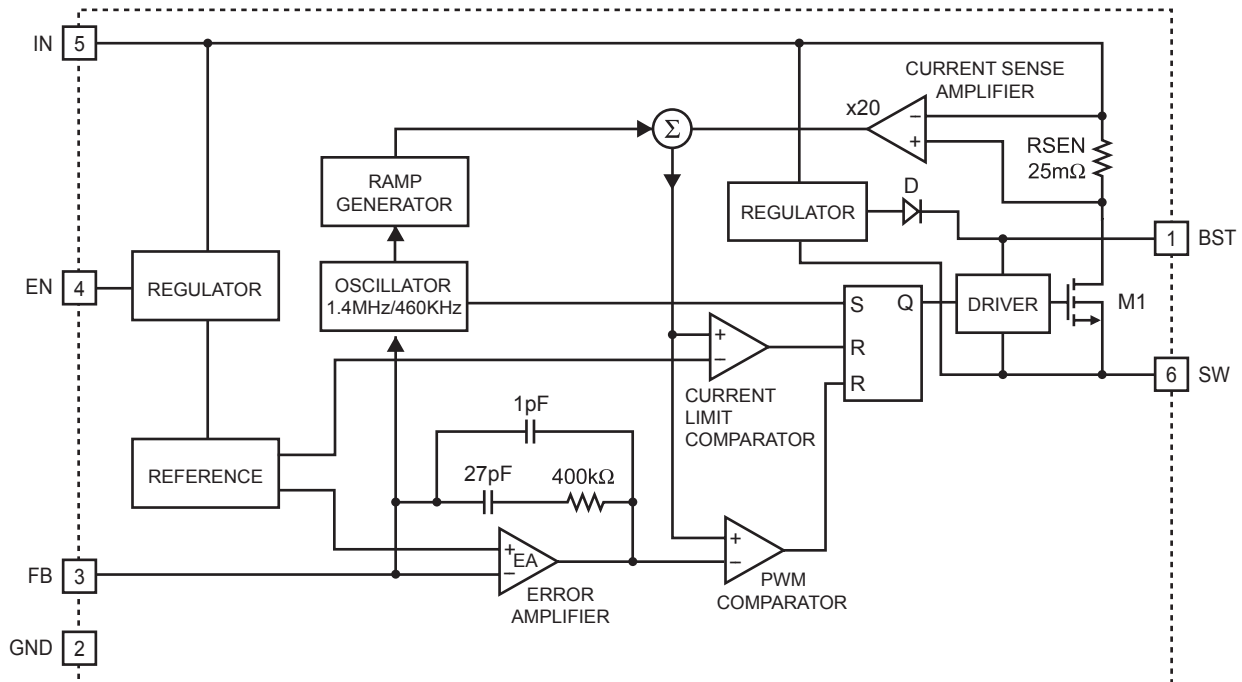 IN 5
CURRENT SENSE
AMPLIFIER
x20
−
+
Σ
RSEN
25mΩ
RAMP
GENERATOR
D
REGULATOR
1 BST
EN 4
REGULATOR
OSCILLATOR
1.4MHz/460KHz
S Q
DRIVER
M1
+
−
R
R
6 SW
CURRENT
LIMIT
COMPARATOR
1pF
REFERENCE
27pF
400kΩ
+
EA
−
+
−
FB 3
ERROR
AMPLIFIER
PWM
COMPARATOR
GND 2